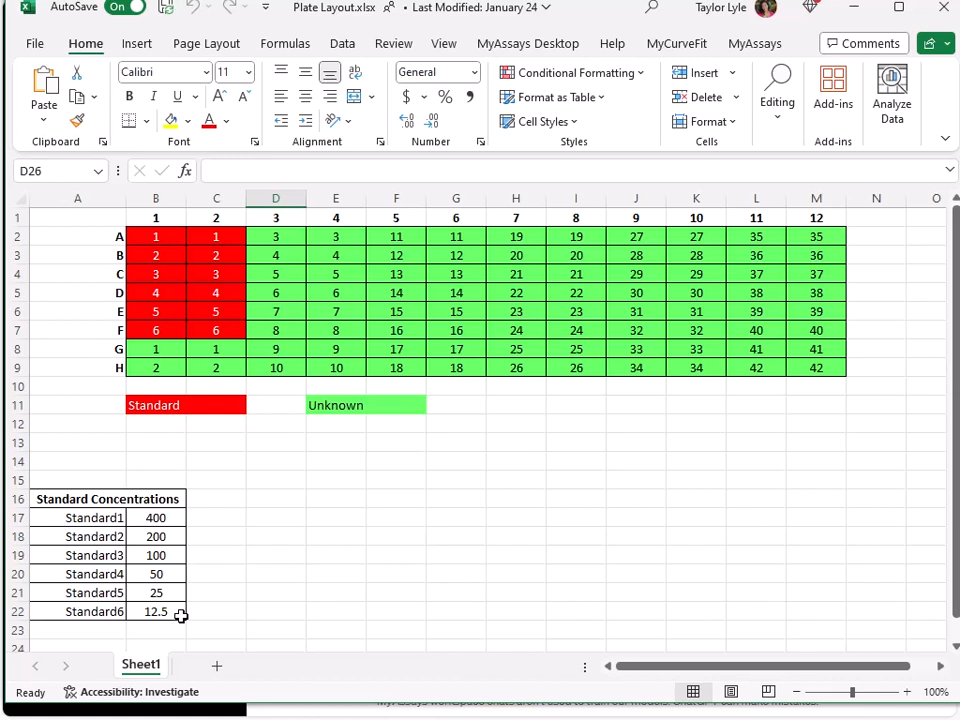 AutoSave On Plate Layout.xlsx • Last Modified: January 24 Taylor Lyle
File Home Insert Page Layout Formulas Data Review View MyAssays Desktop Help MyCurveFit MyAssays Comments
Paste Calibri 11 General Conditional Formatting Insert Editing Add-ins Analyze Data
B I U A A ab $ % , Format as Table Delete
A Cell Styles Format
Clipboard Font Alignment Number Styles Cells Add-ins
D26 fx
A B C D E F G H I J K L M N O
1 1 2 3 4 5 6 7 8 9 10 11 12
2 A 1 1 3 3 11 11 19 19 27 27 35 35
3 B 2 2 4 4 12 12 20 20 28 28 36 36
4 C 3 3 5 5 13 13 21 21 29 29 37 37
5 D 4 4 6 6 14 14 22 22 30 30 38 38
6 E 5 5 7 7 15 15 23 23 31 31 39 39
7 F 6 6 8 8 16 16 24 24 32 32 40 40
8 G 1 1 9 9 17 17 25 25 33 33 41 41
9 H 2 2 10 10 18 18 26 26 34 34 42 42
10
11 Standard Unknown
12
13
14
15
16 Standard Concentrations
17 Standard1 400
18 Standard2 200
19 Standard3 100
20 Standard4 50
21 Standard5 25
22 Standard6 12.5
23
24
Sheet1
Ready Accessibility: Investigate 100%